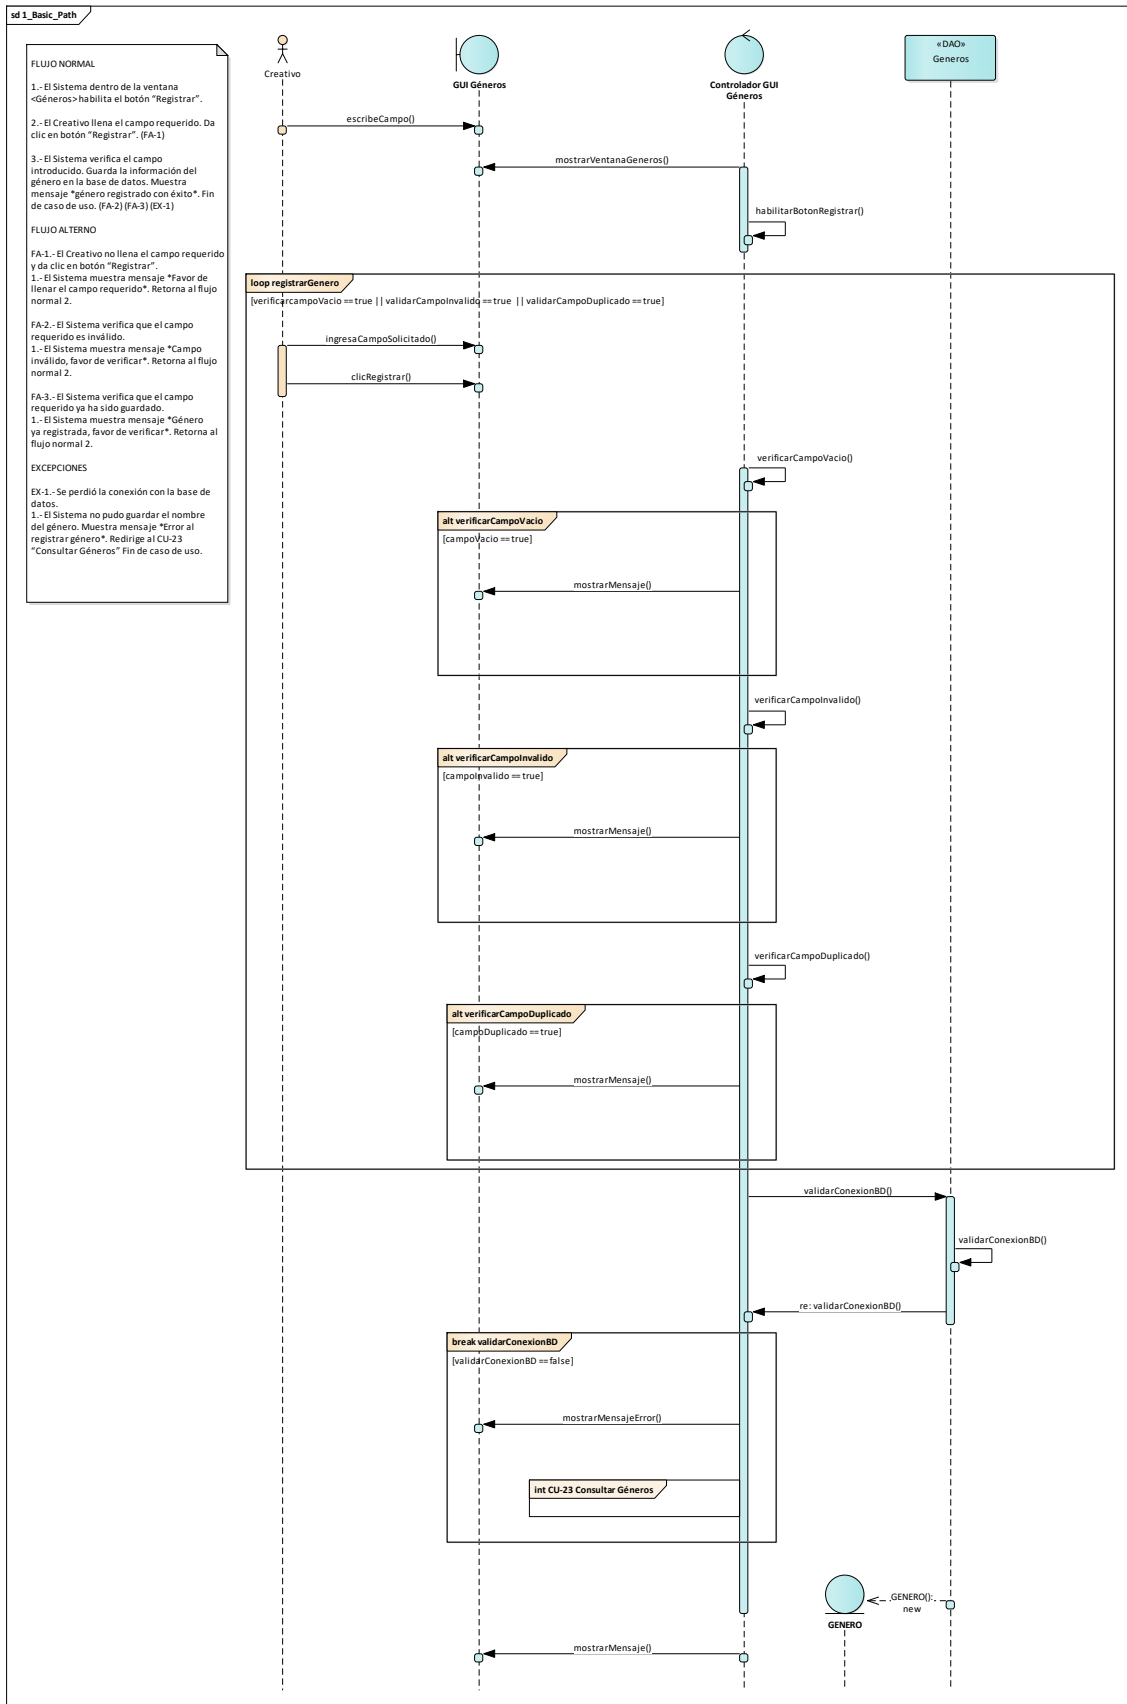 sd 1_Basic_Path
FLUJO NORMAL
1.- El Sistema dentro de la ventana
<Géneros> habilita el botón “Registrar”.
2.- El Creativo llena el campo requerido. Da
clic en botón “Registrar”. (FA-1)
3.- El Sistema verifica el campo
introducido. Guarda la información del
género en la base de datos. Muestra
mensaje *género registrado con éxito*. Fin
de caso de uso. (FA-2) (FA-3) (EX-1)
FLUJO ALTERNO
FA-1.- El Creativo no llena el campo requerido
y da clic en botón “Registrar”.
1.- El Sistema muestra mensaje *Favor de
llenar el campo requerido*. Retorna al flujo
normal 2.
FA-2.- El Sistema verifica que el campo
requerido es inválido.
1.- El Sistema muestra mensaje *Campo
inválido, favor de verificar*. Retorna al flujo
normal 2.
FA-3.- El Sistema verifica que el campo
requerido ya ha sido guardado.
1.- El Sistema muestra mensaje *Género
ya registrada, favor de verificar*. Retorna al
flujo normal 2.
EXCEPCIONES
EX-1.- Se perdió la conexión con la base de
datos.
1.- El Sistema no pudo guardar el nombre
del género. Muestra mensaje *Error al
registrar género*. Redirige al CU-23
“Consultar Géneros” Fin de caso de uso.
Creativo
GUI Géneros
Controlador GUI
Géneros
«DAO»
Generos
escribeCampo()
mostrarVentanaGeneros()
habilitarBotonRegistrar()
loop registrarGenero
[verificarcampoVacio == true || validarCampoInvalido == true || validarCampoDuplicado == true]
ingresaCampoSolicitado()
clicRegistrar()
verificarCampoVacio()
alt verificarCampoVacio
[campoVacio == true]
mostrarMensaje()
verificarCampoInvalido()
alt verificarCampoInvalido
[campoInvalido == true]
mostrarMensaje()
verificarCampoDuplicado()
alt verificarCampoDuplicado
[campoDuplicado == true]
mostrarMensaje()
validarConexionBD()
validarConexionBD()
re: validarConexionBD()
break validarConexionBD
[validarConexionBD == false]
mostrarMensajeError()
int CU-23 Consultar Géneros
GENERO():
new
GENERO
mostrarMensaje()